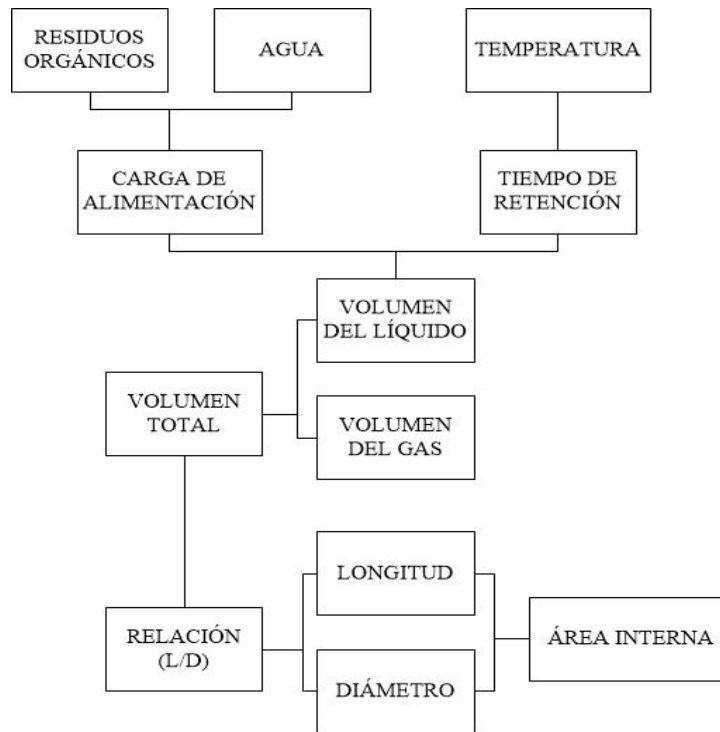 RESIDUOS
ORGÁNICOS
AGUA
TEMPERATURA
CARGA DE
ALIMENTACIÓN
TIEMPO DE
RETENCIÓN
VOLUMEN
DEL LÍQUIDO
VOLUMEN
TOTAL
VOLUMEN
DEL GAS
LONGITUD
RELACIÓN
(L/D)
ÁREA INTERNA
DIÁMETRO